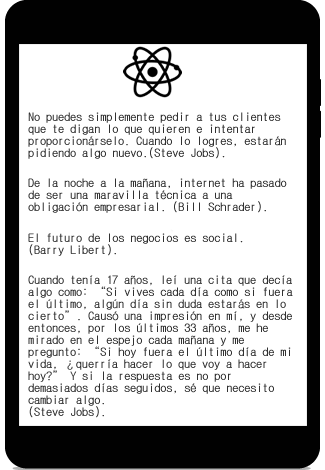 No puedes simplemente pedir a tus clientes
que te digan lo que quieren e intentar
proporcionárselo. Cuando lo logres, estarán
pidiendo algo nuevo.(Steve Jobs).
De la noche a la mañana, internet ha pasado
de ser una maravilla técnica a una
obligación empresarial. (Bill Schrader).
El futuro de los negocios es social.
(Barry Libert).
Cuando tenía 17 años, leí una cita que decía
algo como: “Si vives cada día como si fuera
el último, algún día sin duda estarás en lo
cierto”. Causó una impresión en mí, y desde
entonces, por los últimos 33 años, me he
mirado en el espejo cada mañana y me
pregunto: “Si hoy fuera el último día de mi
vida, ¿querría hacer lo que voy a hacer
hoy?” Y si la respuesta es no por
demasiados días seguidos, sé que necesito
cambiar algo.
(Steve Jobs).